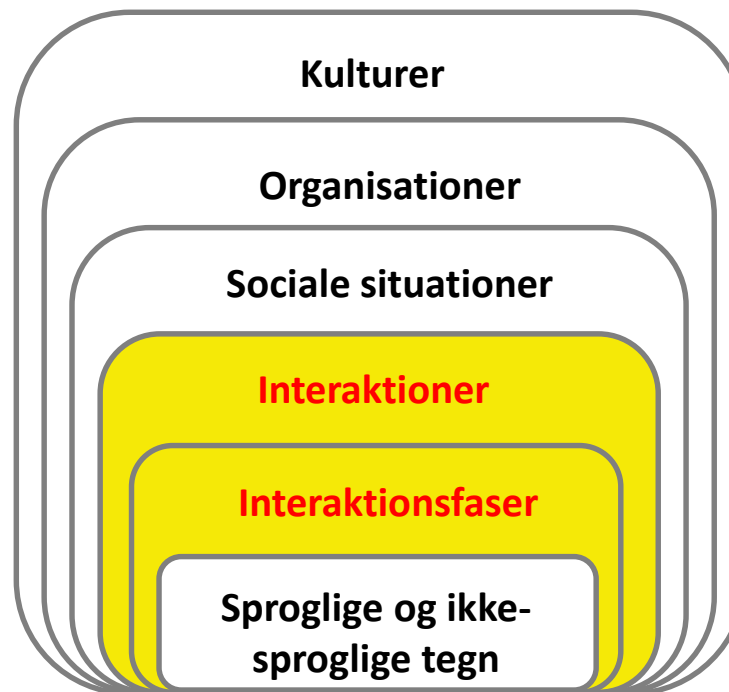 Kulturer
Organisationer
Sociale situationer
Interaktioner
Interaktionsfaser
Sproglige og ikke-
sproglige tegn